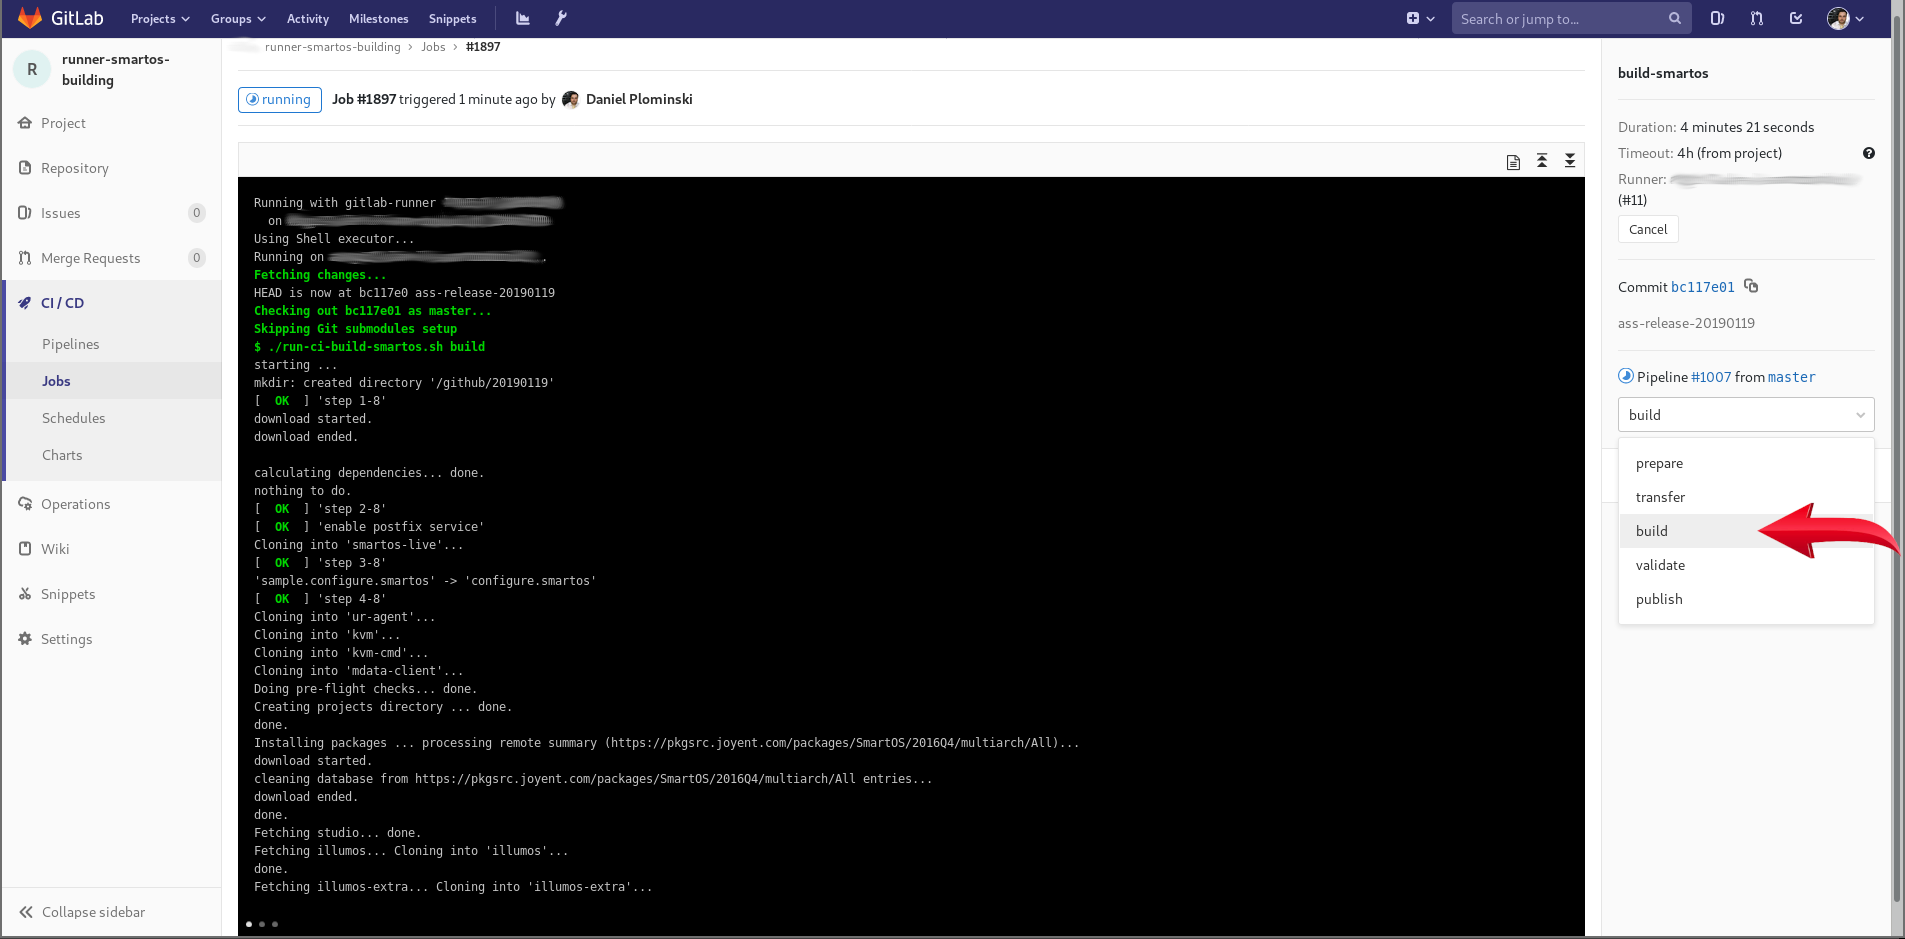 GitLab Projects Groups Activity Milestones Snippets Search or jump to...
R runner-smartos-building
Project
Repository
Issues 0
Merge Requests 0
CI / CD
Pipelines
Jobs
Schedules
Charts
Operations
Wiki
Snippets
Settings
Collapse sidebar
runner-smartos-building > Jobs > #1897
running Job #1897 triggered 1 minute ago by Daniel Plominski
Running with gitlab-runner
on
Using Shell executor...
Running on .
Fetching changes...
HEAD is now at bc117e0 ass-release-20190119
Checking out bc117e01 as master...
Skipping Git submodules setup
$ ./run-ci-build-smartos.sh build
starting ...
mkdir: created directory '/github/20190119'
[  OK  ] 'step 1-8'
download started.
download ended.
calculating dependencies... done.
nothing to do.
[  OK  ] 'step 2-8'
[  OK  ] 'enable postfix service'
Cloning into 'smartos-live'...
[  OK  ] 'step 3-8'
'sample.configure.smartos' -> 'configure.smartos'
[  OK  ] 'step 4-8'
Cloning into 'ur-agent'...
Cloning into 'kvm'...
Cloning into 'kvm-cmd'...
Cloning into 'mdata-client'...
Doing pre-flight checks... done.
Creating projects directory ... done.
done.
Installing packages ... processing remote summary (https://pkgsrc.joyent.com/packages/SmartOS/2016Q4/multiarch/All)...
download started.
cleaning database from https://pkgsrc.joyent.com/packages/SmartOS/2016Q4/multiarch/All entries...
download ended.
done.
Fetching studio... done.
Fetching illumos... Cloning into 'illumos'...
done.
Fetching illumos-extra... Cloning into 'illumos-extra'...
build-smartos
Duration: 4 minutes 21 seconds
Timeout: 4h (from project)
Runner:
(#11)
Cancel
Commit bc117e01
ass-release-20190119
Pipeline #1007 from master
build
prepare
transfer
build
validate
publish